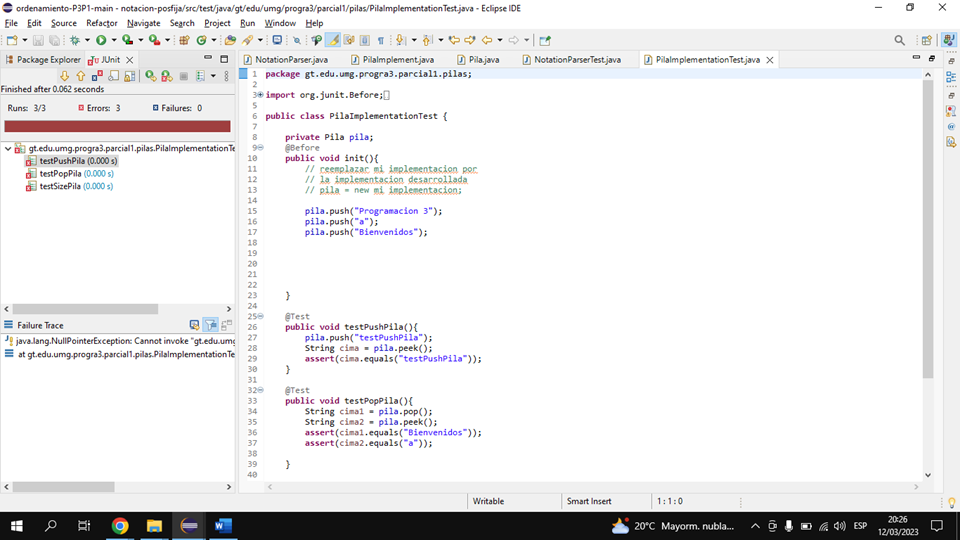 ordenamiento-P3P1-main - notacion-posfija/src/test/java/gt/edu/umg/progra3/parcial1/pilas/PilaImplementationTest.java - Eclipse IDE
File Edit Source Refactor Navigate Search Project Run Window Help
Package Explorer JUnit
NotationParser.java PilaImplement.java Pila.java NotationParserTest.java PilaImplementationTest.java
Finished after 0.062 seconds
Runs: 3/3 Errors: 3 Failures: 0
gt.edu.umg.progra3.parcial1.pilas.PilaImplementationTe
testPushPila (0.000 s)
testPopPila (0.000 s)
testSizePila (0.000 s)
Failure Trace
java.lang.NullPointerException: Cannot invoke "gt.edu.umg
at gt.edu.umg.progra3.parcial1.pilas.PilaImplementationTe
1 package gt.edu.umg.progra3.parcial1.pilas;
2
3 import org.junit.Before;
5
6 public class PilaImplementationTest {
7
8 private Pila pila;
9 @Before
10 public void init(){
11 // reemplazar mi implementacion por
12 // la implementacion desarrollada
13 // pila = new mi implementacion;
14
15 pila.push("Programacion 3");
16 pila.push("a");
17 pila.push("Bienvenidos");
18
19
20
21
22
23 }
24
25 @Test
26 public void testPushPila(){
27 pila.push("testPushPila");
28 String cima = pila.peek();
29 assert(cima.equals("testPushPila"));
30 }
31
32 @Test
33 public void testPopPila(){
34 String cima1 = pila.pop();
35 String cima2 = pila.peek();
36 assert(cima1.equals("Bienvenidos"));
37 assert(cima2.equals("a"));
38
39 }
40
Writable Smart Insert 1 : 1 : 0
20°C Mayorm. nubla... ESP 20:26
12/03/2023